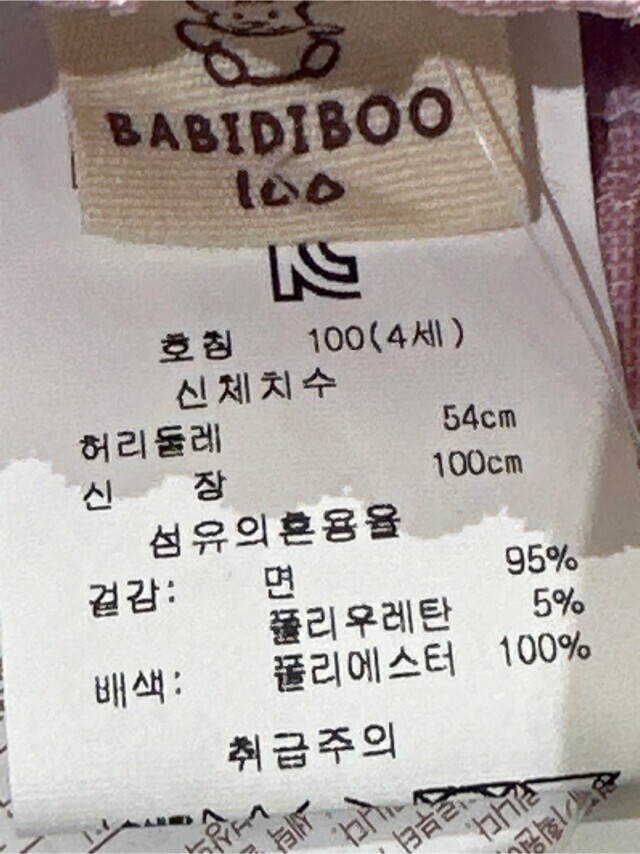 BABIDIBOO
100
호칭 100(4세)
신체치수
허리둘레 54cm
신 장 100cm
섬유의혼용율
겉감: 면 95%
폴리우레탄 5%
배색: 폴리에스터 100%
취급주의